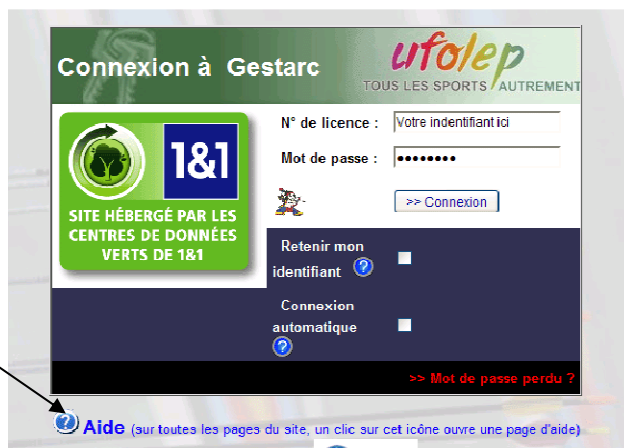 Connexion à Gestarc
ufolep
TOUS LES SPORTS AUTREMENT
N° de licence :
Votre indentifiant ici
Mot de passe :
••••••••
>> Connexion
1&1
SITE HÉBERGÉ PAR LES
CENTRES DE DONNÉES
VERTS DE 1&1
Retenir mon
identifiant ?
Connexion
automatique
?
>> Mot de passe perdu ?
? Aide (sur toutes les pages du site, un clic sur cet icône ouvre une page d'aide)